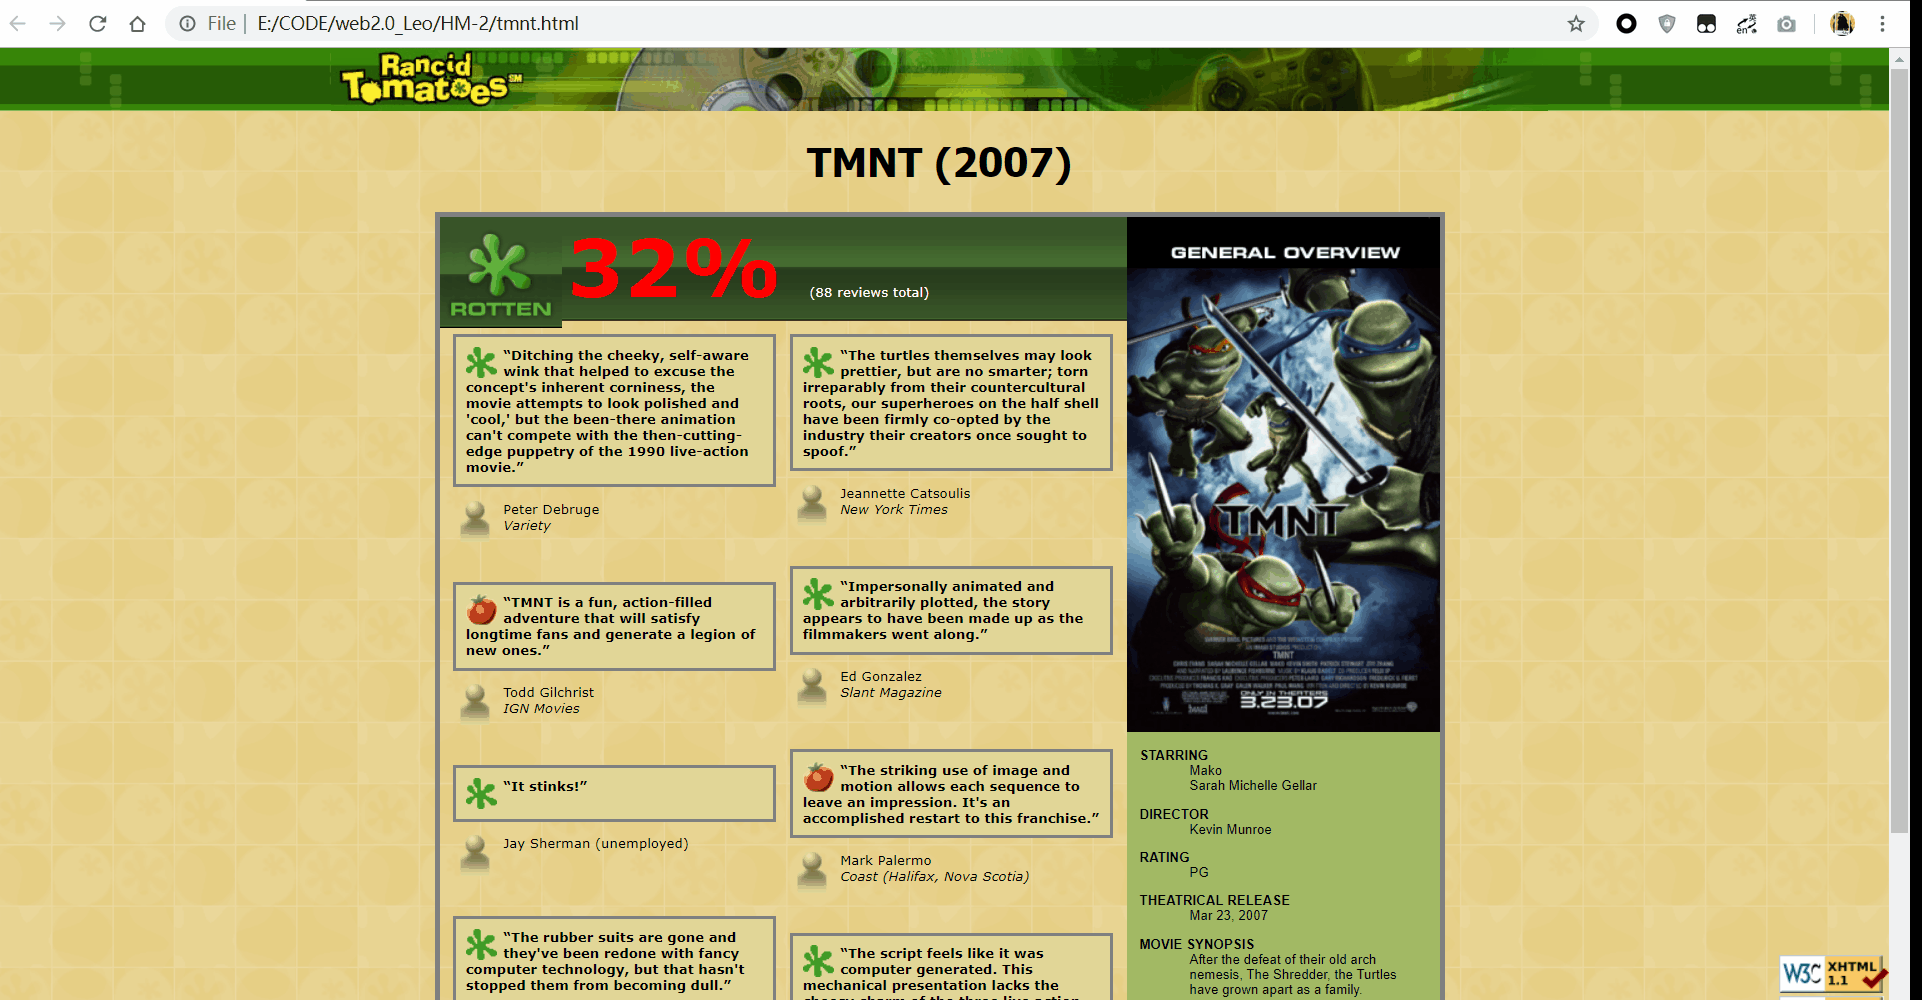 File
E:/CODE/web2.0_Leo/HM-2/tmnt.html
英
en
Rancid
Tomatoes SM
TMNT (2007)
ROTTEN
32%
(88 reviews total)
“Ditching the cheeky, self-aware
wink that helped to excuse the
concept's inherent corniness, the
movie attempts to look polished and
'cool,' but the been-there animation
can't compete with the then-cutting-
edge puppetry of the 1990 live-action
movie.”
Peter Debruge
Variety
“TMNT is a fun, action-filled
adventure that will satisfy
longtime fans and generate a legion of
new ones.”
Todd Gilchrist
IGN Movies
“It stinks!”
Jay Sherman (unemployed)
“The rubber suits are gone and
they've been redone with fancy
computer technology, but that hasn't
stopped them from becoming dull.”
“The turtles themselves may look
prettier, but are no smarter; torn
irreparably from their countercultural
roots, our superheroes on the half shell
have been firmly co-opted by the
industry their creators once sought to
spoof.”
Jeannette Catsoulis
New York Times
“Impersonally animated and
arbitrarily plotted, the story
appears to have been made up as the
filmmakers went along.”
Ed Gonzalez
Slant Magazine
“The striking use of image and
motion allows each sequence to
leave an impression. It's an
accomplished restart to this franchise.”
Mark Palermo
Coast (Halifax, Nova Scotia)
“The script feels like it was
computer generated. This
mechanical presentation lacks the
GENERAL OVERVIEW
TMNT
TMNT
ONLY IN THEATERS
3.23.07
STARRING
Mako
Sarah Michelle Gellar
DIRECTOR
Kevin Munroe
RATING
PG
THEATRICAL RELEASE
Mar 23, 2007
MOVIE SYNOPSIS
After the defeat of their old arch
nemesis, The Shredder, the Turtles
have grown apart as a family.
W3C XHTML
1.1